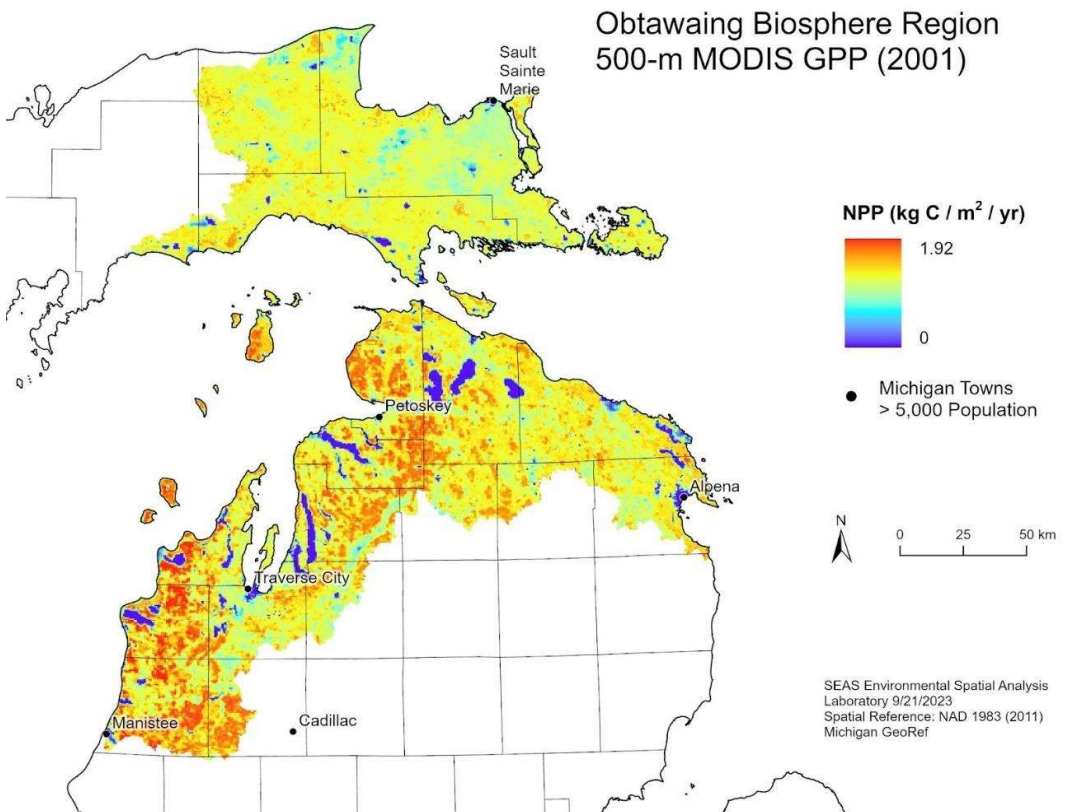 Obtawaing Biosphere Region
500-m MODIS GPP (2001)
Sault
Sainte
Marie
NPP (kg C / m² / yr)
1.92
0
Michigan Towns
> 5,000 Population
Petoskey
Alpena
N
0 25 50 km
Traverse City
Manistee
Cadillac
SEAS Environmental Spatial Analysis
Laboratory 9/21/2023
Spatial Reference: NAD 1983 (2011)
Michigan GeoRef